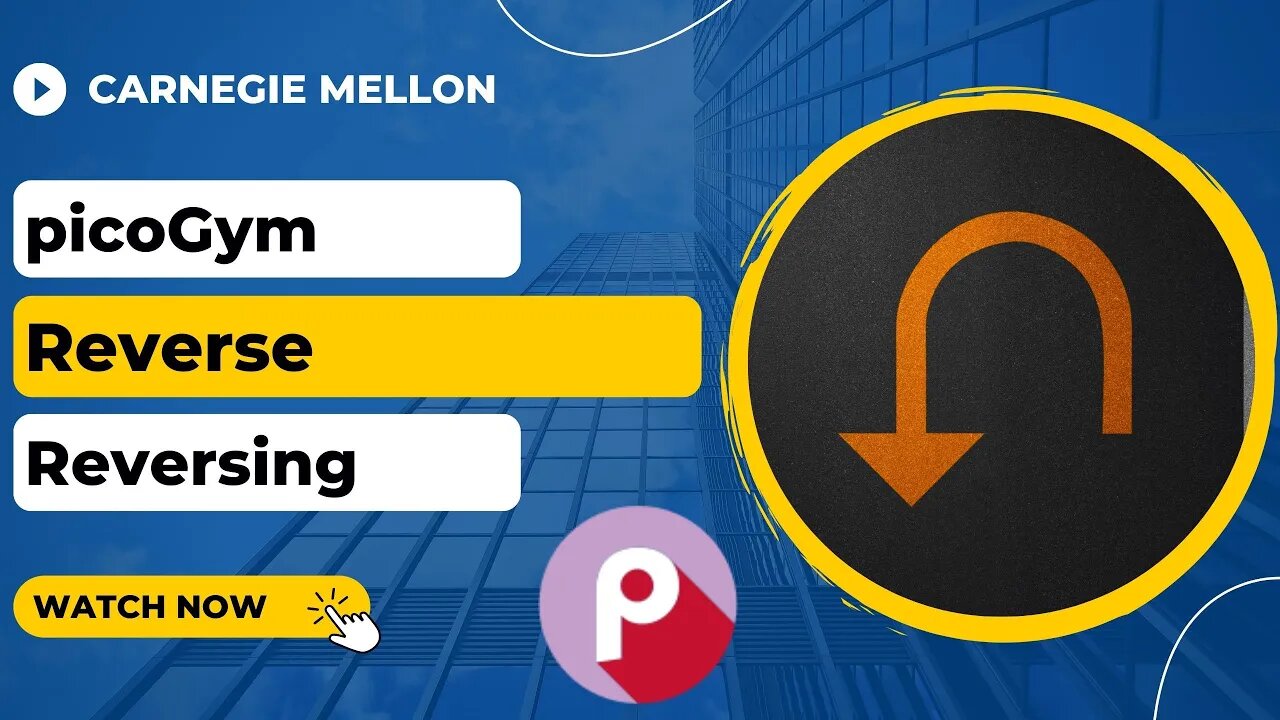 CARNEGIE MELLON
picoGym
Reverse
Reversing
WATCH NOW
p